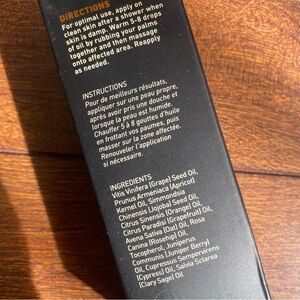 DIRECTIONS
For optimal use, apply on
clean skin after a shower when
skin is damp. Warm 5-8 drops
of oil by rubbing your palms
together and then massage
onto affected area. Reapply
as needed.
INSTRUCTIONS
Pour de meilleurs résultats,
appliquer sur une peau propre,
après avoir pris une douche et
lorsque la peau est humide.
Chauffer 5 à 8 gouttes d'huile
en frottant vos paumes, puis
masser sur la zone affectée.
Renouveler l'application
si nécessaire.
INGREDIENTS
Vitis Vinifera (Grape) Seed Oil,
Prunus Armeniaca (Apricot)
Kernel Oil, Simmondsia
Chinensis (Jojoba) Seed Oil,
Citrus Sinensis (Orange) Oil,
Citrus Paradisi (Grapefruit) Oil,
Avena Sativa (Oat) Oil, Rosa
Canina (Rosehip) Oil,
Tocopherol, Juniperus
Communis (Juniper Berry)
Oil, Cupressus Sempervirens
(Cypress) Oil, Salvia Sclarea
(Clary Sage) Oil.